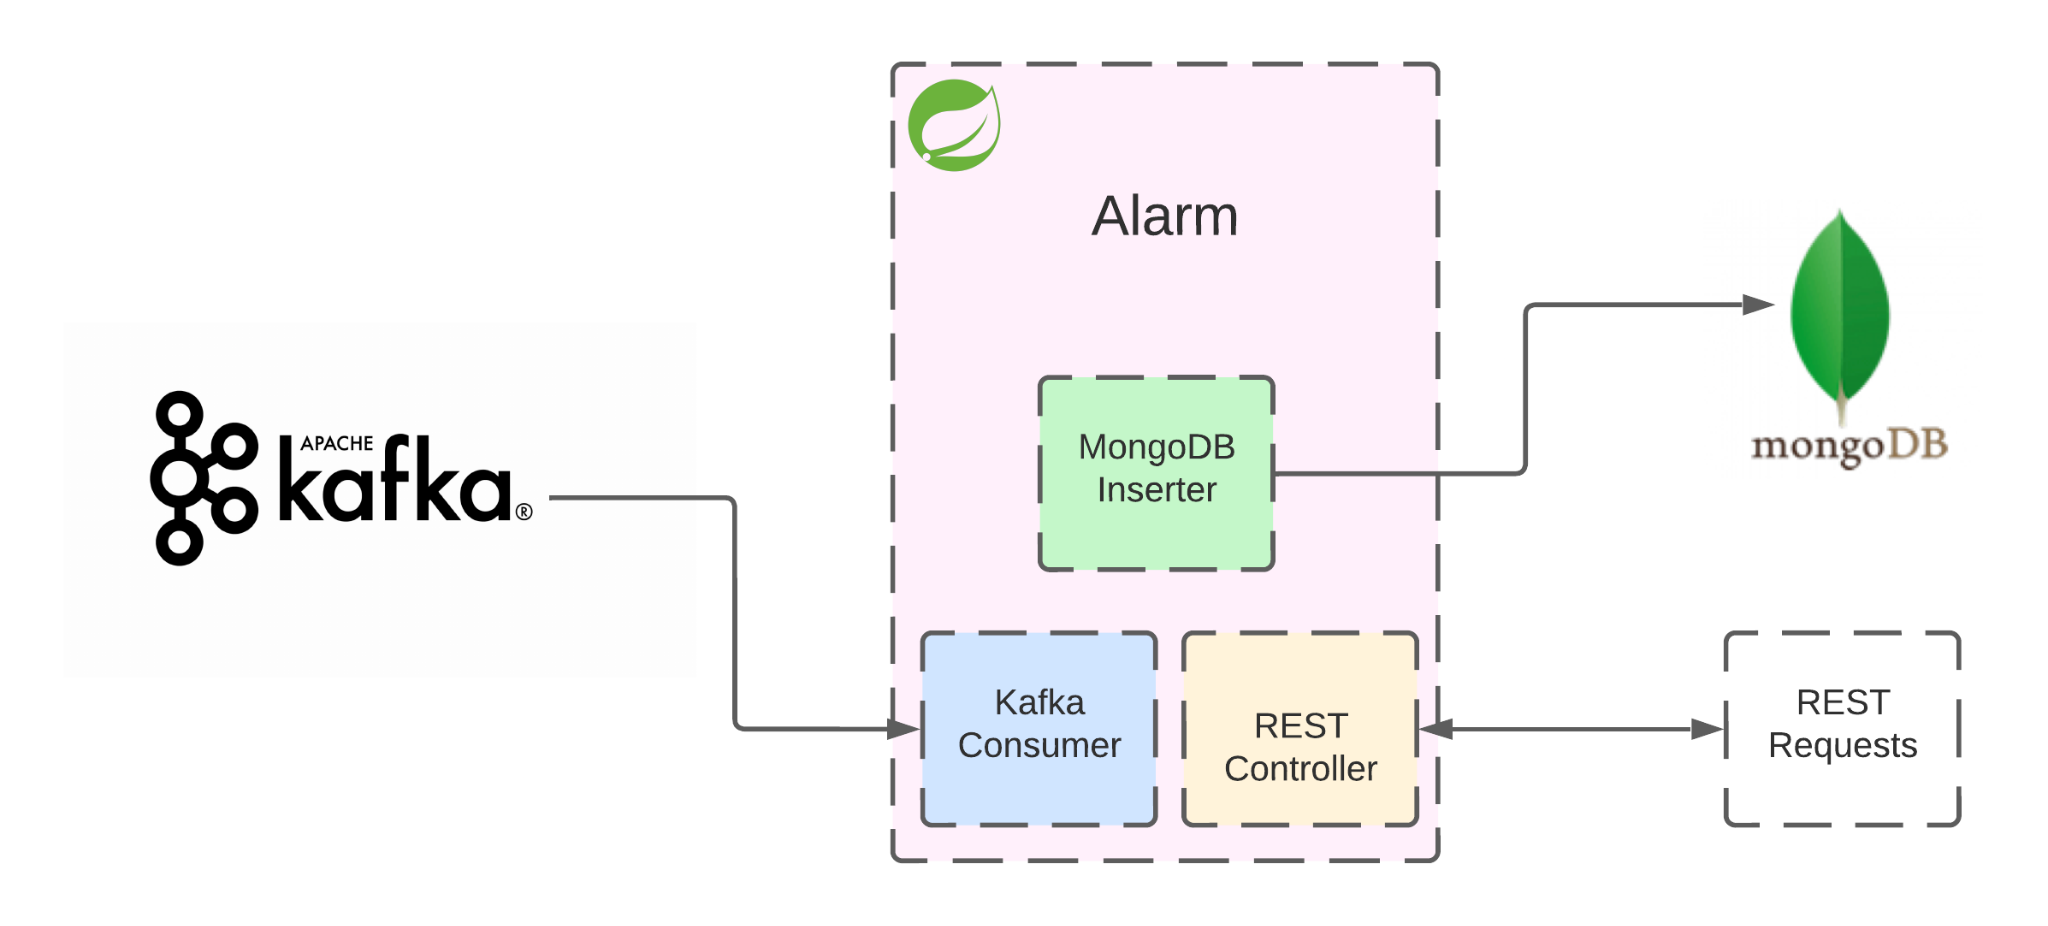 Alarm
APACHE
kafka®
MongoDB
Inserter
mongoDB
Kafka
Consumer
REST
Controller
REST
Requests